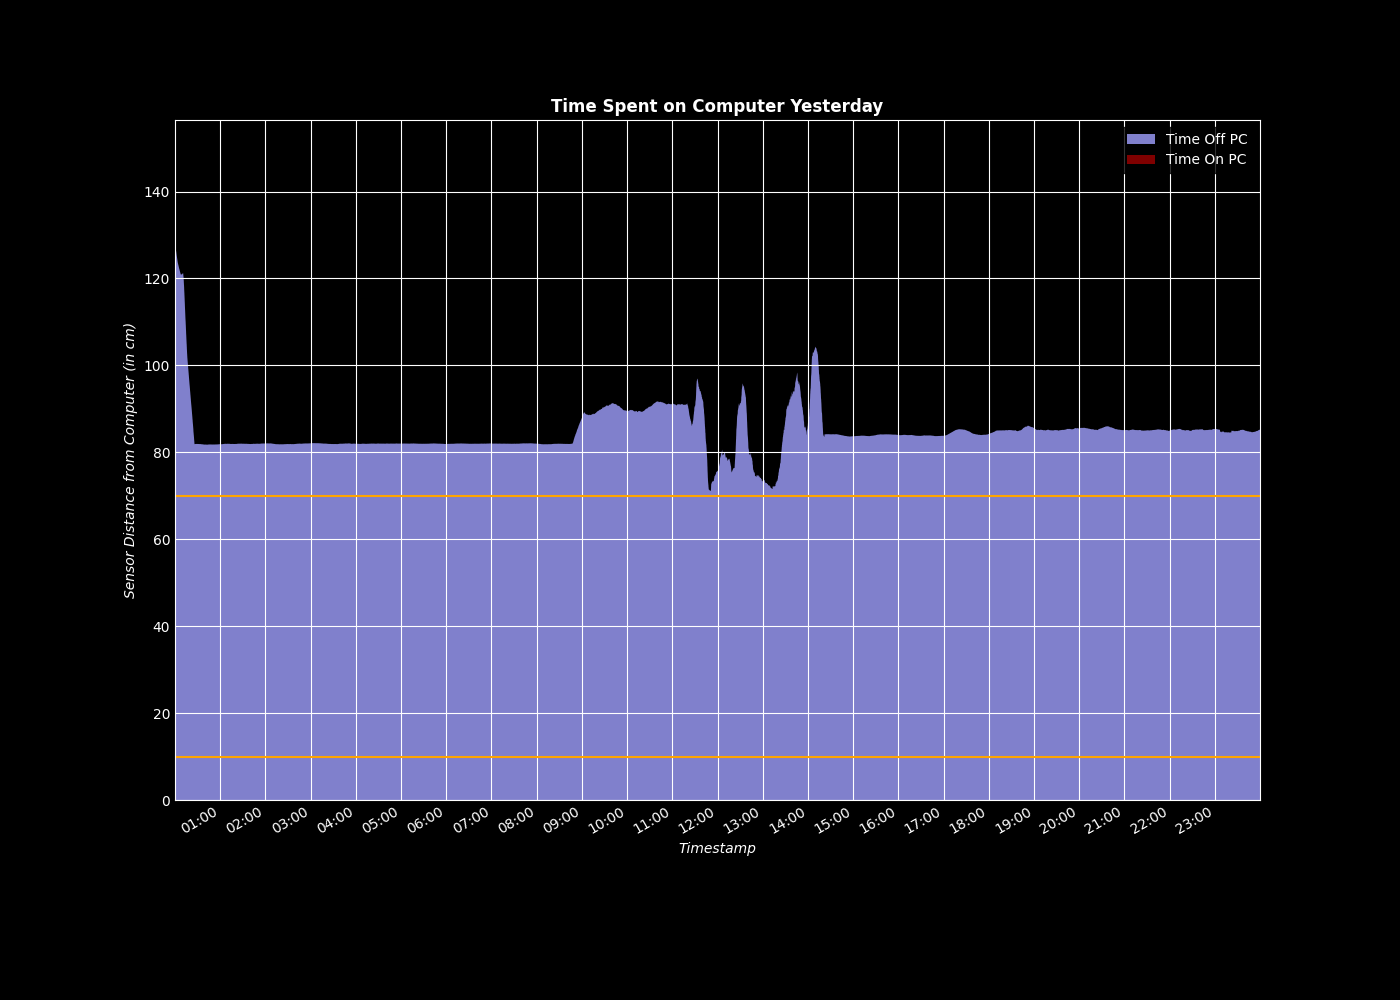 Time Spent on Computer Yesterday
Time Off PC
Time On PC
140
120
100
80
60
40
20
0
Sensor Distance from Computer (in cm)
01:00 02:00 03:00 04:00 05:00 06:00 07:00 08:00 09:00 10:00 11:00 12:00 13:00 14:00 15:00 16:00 17:00 18:00 19:00 20:00 21:00 22:00 23:00
Timestamp